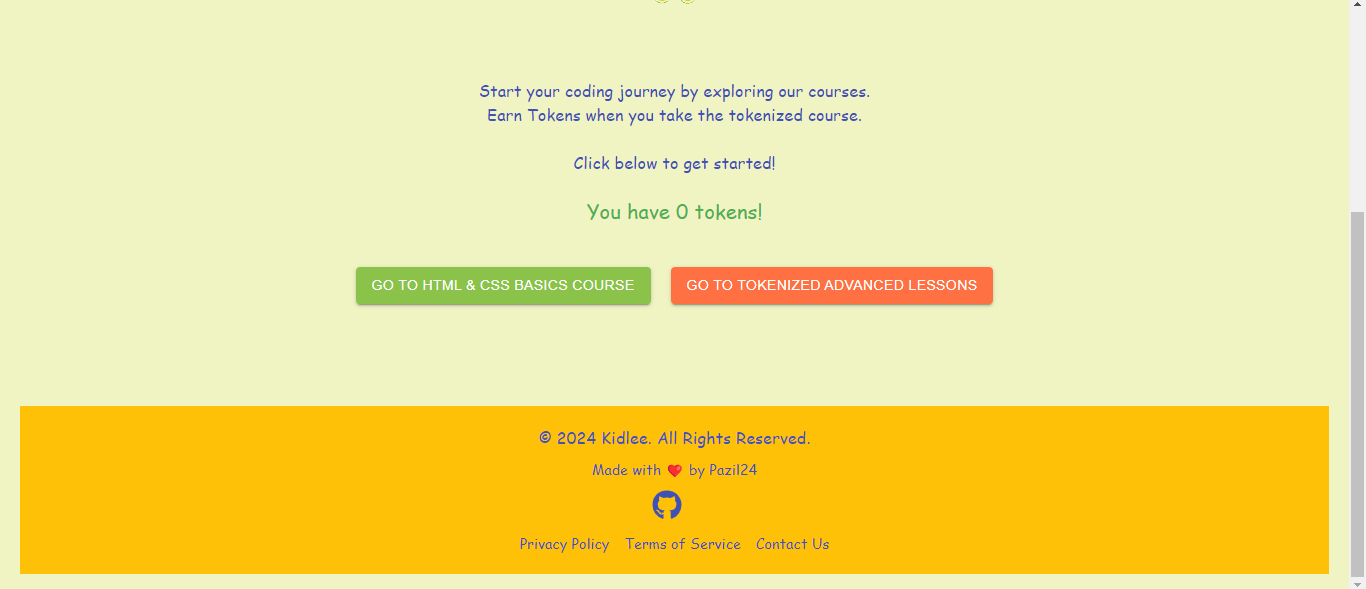 Start your coding journey by exploring our courses.
Earn Tokens when you take the tokenized course.
Click below to get started!
You have 0 tokens!
GO TO HTML & CSS BASICS COURSE
GO TO TOKENIZED ADVANCED LESSONS
© 2024 Kidlee. All Rights Reserved.
Made with ❤️ by Pazil24
Privacy Policy Terms of Service Contact Us